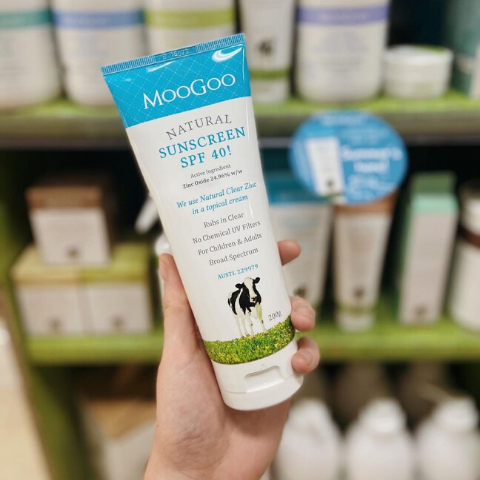 MooGoo
NATURAL
SUNSCREEN
SPF 40!
Active ingredient
Zinc Oxide 24.96% w/w
We use Natural Clear Zinc
in a topical cream
Rubs in Clear
No Chemical UV Filters
For Children & Adults
Broad Spectrum
AUSTL 229979
200g